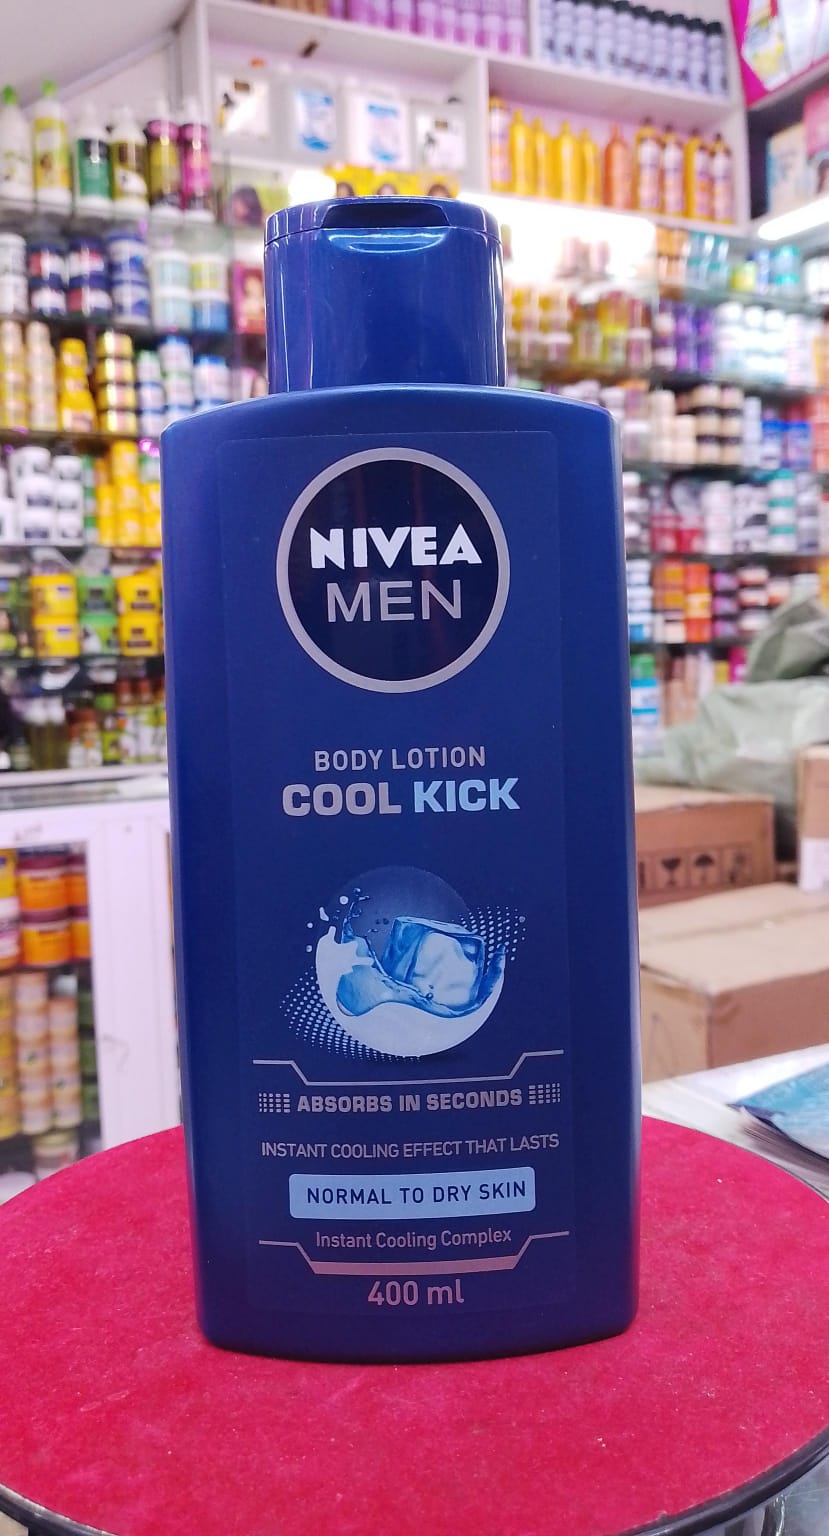 NIVEA
MEN
BODY LOTION
COOL KICK
ABSORBS IN SECONDS
INSTANT COOLING EFFECT THAT LASTS
NORMAL TO DRY SKIN
Instant Cooling Complex
400 ml